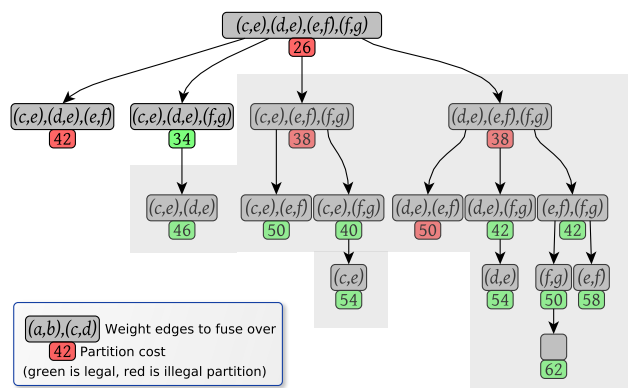 (c,e),(d,e),(e,f),(f,g)
26
(c,e),(d,e),(e,f) (c,e),(d,e),(f,g) (c,e),(e,f),(f,g) (d,e),(e,f),(f,g)
42 34 38 38
(c,e),(d,e) (c,e),(e,f) (c,e),(f,g) (d,e),(e,f) (d,e),(f,g) (e,f),(f,g)
46 50 40 50 42 42
(c,e) (d,e) (f,g) (e,f)
54 54 50 58
62
(a,b),(c,d) Weight edges to fuse over
42 Partition cost
(green is legal, red is illegal partition)